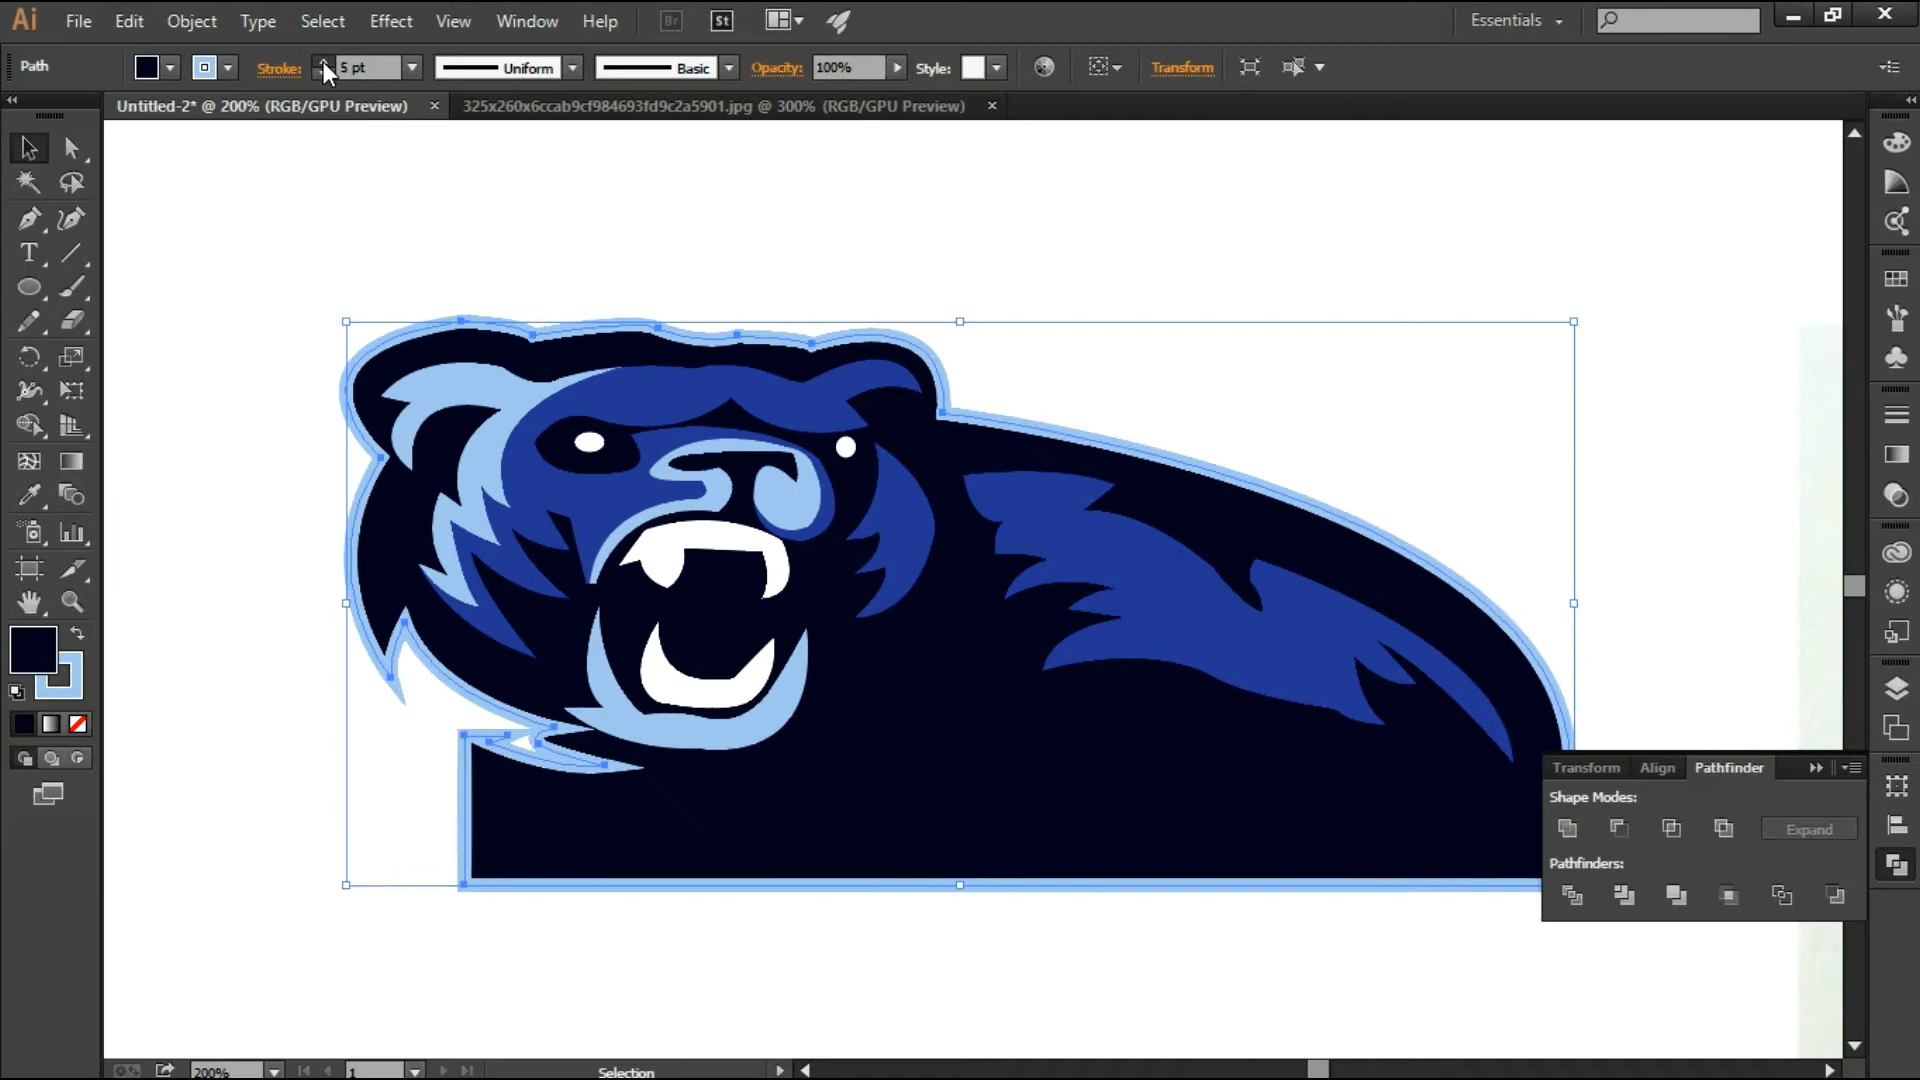 Ai File Edit Object Type Select Effect View Window Help Br St Essentials
Path Stroke: 5 pt Uniform Basic Opacity: 100% Style: Transform
Untitled-2* @ 200% (RGB/GPU Preview) × 325x260x6ccab9cf984693fd9c2a5901.jpg @ 300% (RGB/GPU Preview) ×
T
Transform Align Pathfinder
Shape Modes:
Expand
Pathfinders:
200% 1 Selection